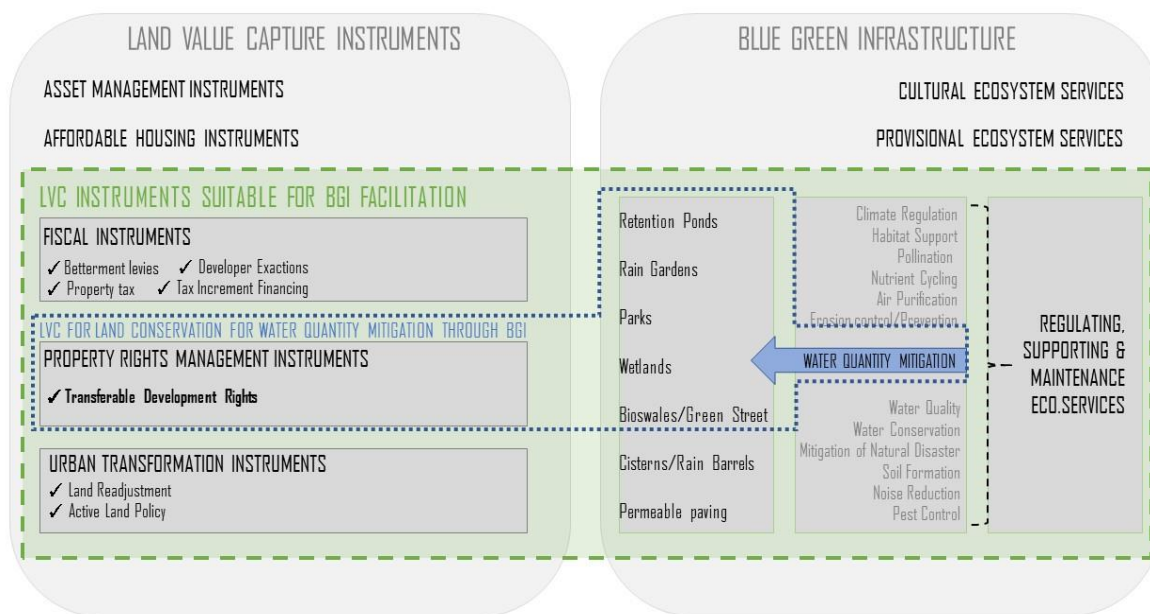 LAND VALUE CAPTURE INSTRUMENTS
ASSET MANAGEMENT INSTRUMENTS
AFFORDABLE HOUSING INSTRUMENTS
LVC INSTRUMENTS SUITABLE FOR BGI FACILITATION
FISCAL INSTRUMENTS
✓ Betterment levies ✓ Developer Exactions
✓ Property tax ✓ Tax Increment Financing
LVC FOR LAND CONSERVATION FOR WATER QUANTITY MITIGATION THROUGH BGI
PROPERTY RIGHTS MANAGEMENT INSTRUMENTS
✓ Transferable Development Rights
URBAN TRANSFORMATION INSTRUMENTS
✓ Land Readjustment
✓ Active Land Policy
BLUE GREEN INFRASTRUCTURE
CULTURAL ECOSYSTEM SERVICES
PROVISIONAL ECOSYSTEM SERVICES
Retention Ponds
Rain Gardens
Parks
Wetlands
Bioswales/Green Street
Cisterns/Rain Barrels
Permeable paving
Climate Regulation
Habitat Support
Pollination
Nutrient Cycling
Air Purification
Erosion control/Prevention
WATER QUANTITY MITIGATION
Water Quality
Water Conservation
Mitigation of Natural Disaster
Soil Formation
Noise Reduction
Pest Control
REGULATING,
SUPPORTING &
MAINTENANCE
ECO.SERVICES